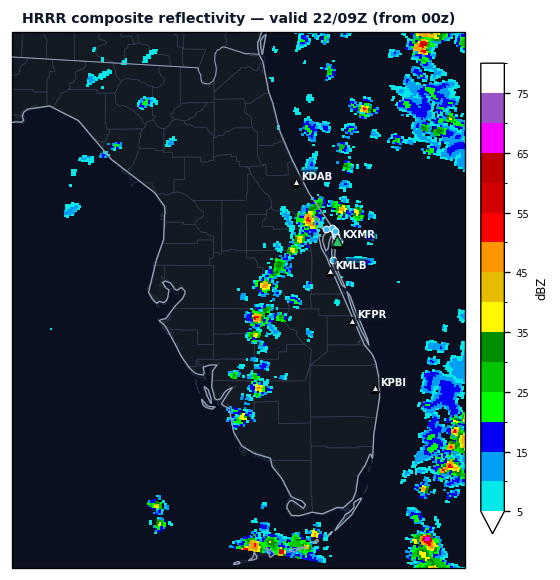 HRRR composite reflectivity — valid 22/09Z (from 00z)
KDAB
KXMR
KMLB
KFPR
KPBI
75
65
55
45
35
25
15
5
dBZ